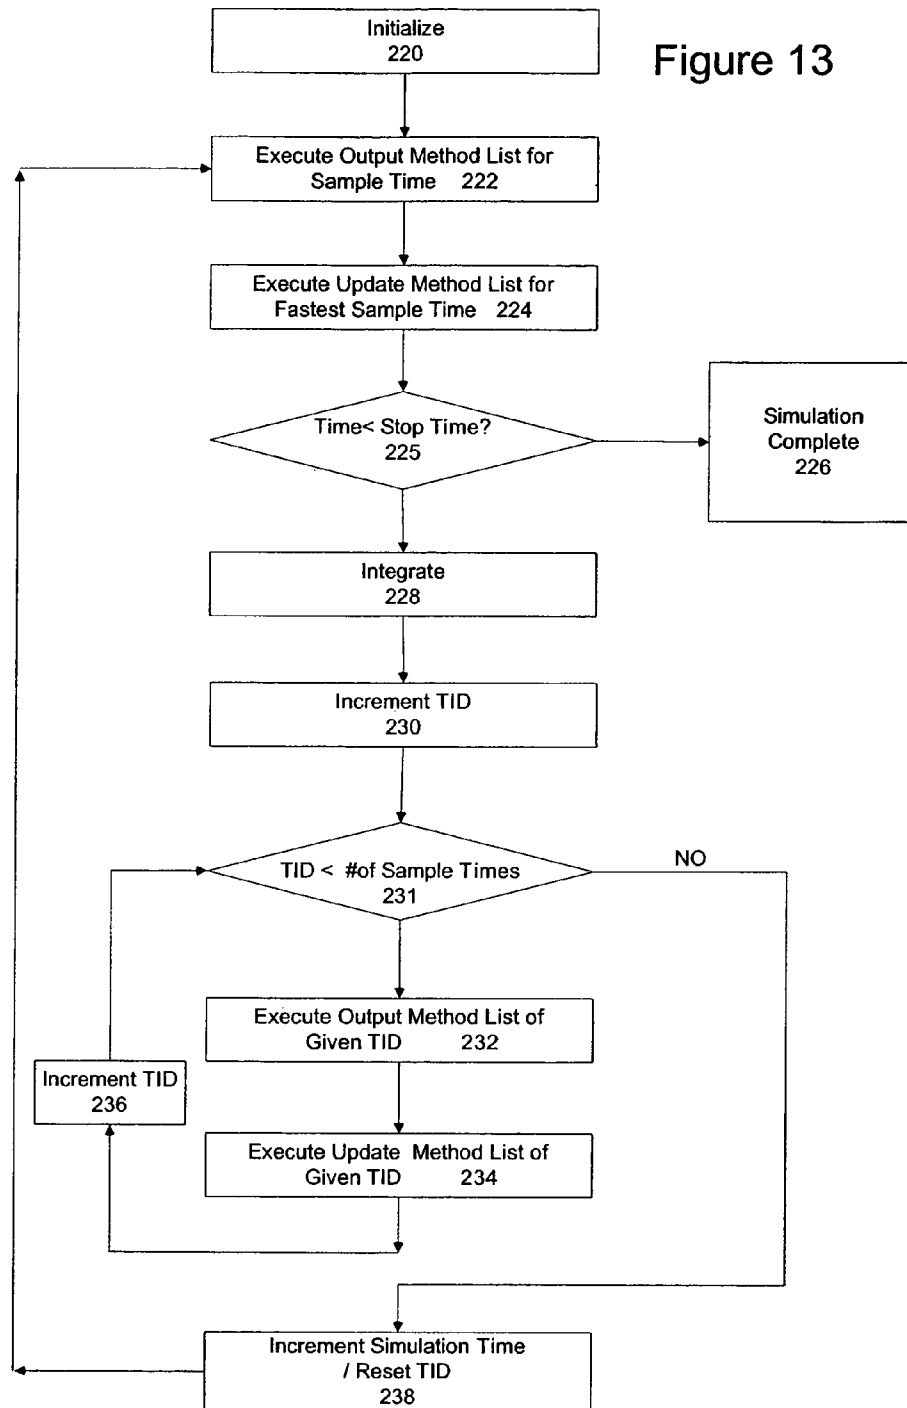 Figure 13
Initialize
220
Execute Output Method List for
Sample Time 222
Execute Update Method List for
Fastest Sample Time 224
Time< Stop Time?
225
Simulation
Complete
226
Integrate
228
Increment TID
230
TID < #of Sample Times
231
NO
Execute Output Method List of
Given TID 232
Increment TID
236
Execute Update Method List of
Given TID 234
Increment Simulation Time
/ Reset TID
238